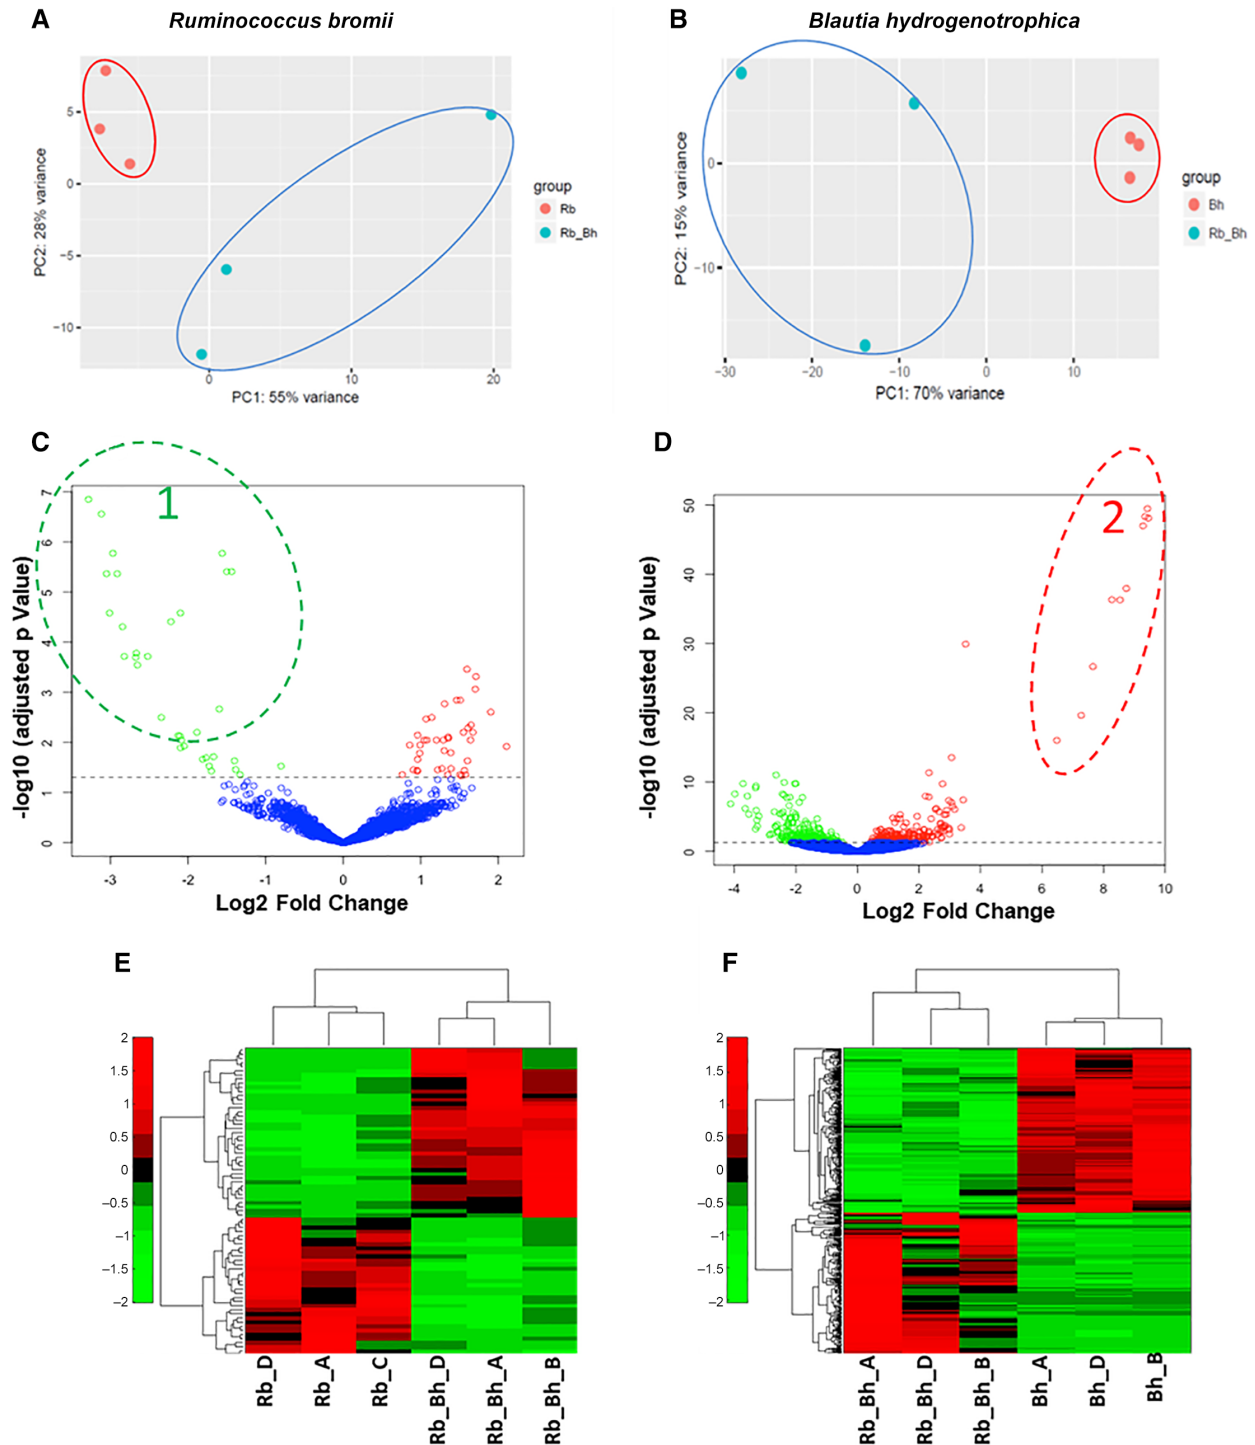 A Ruminococcus bromii
B Blautia hydrogenotrophica
PC2: 28% variance
5
0
−5
−10
0 10 20
PC1: 55% variance
group
Rb
Rb_Bh
PC2: 15% variance
0
−10
−30 −20 −10 0 10
PC1: 70% variance
group
Bh
Rb_Bh
C
1
-log10 (adjusted p Value)
7
6
5
4
3
2
1
0
-3 -2 -1 0 1 2
Log2 Fold Change
D
2
-log10 (adjusted p Value)
50
40
30
20
10
0
-4 -2 0 2 4 6 8 10
Log2 Fold Change
E
2
1.5
1
0.5
0
−0.5
−1
−1.5
−2
Rb_D Rb_A Rb_C Rb_Bh_D Rb_Bh_A Rb_Bh_B
F
2
1.5
1
0.5
0
−0.5
−1
−1.5
−2
Rb_Bh_A Rb_Bh_D Rb_Bh_B Bh_A Bh_D Bh_B